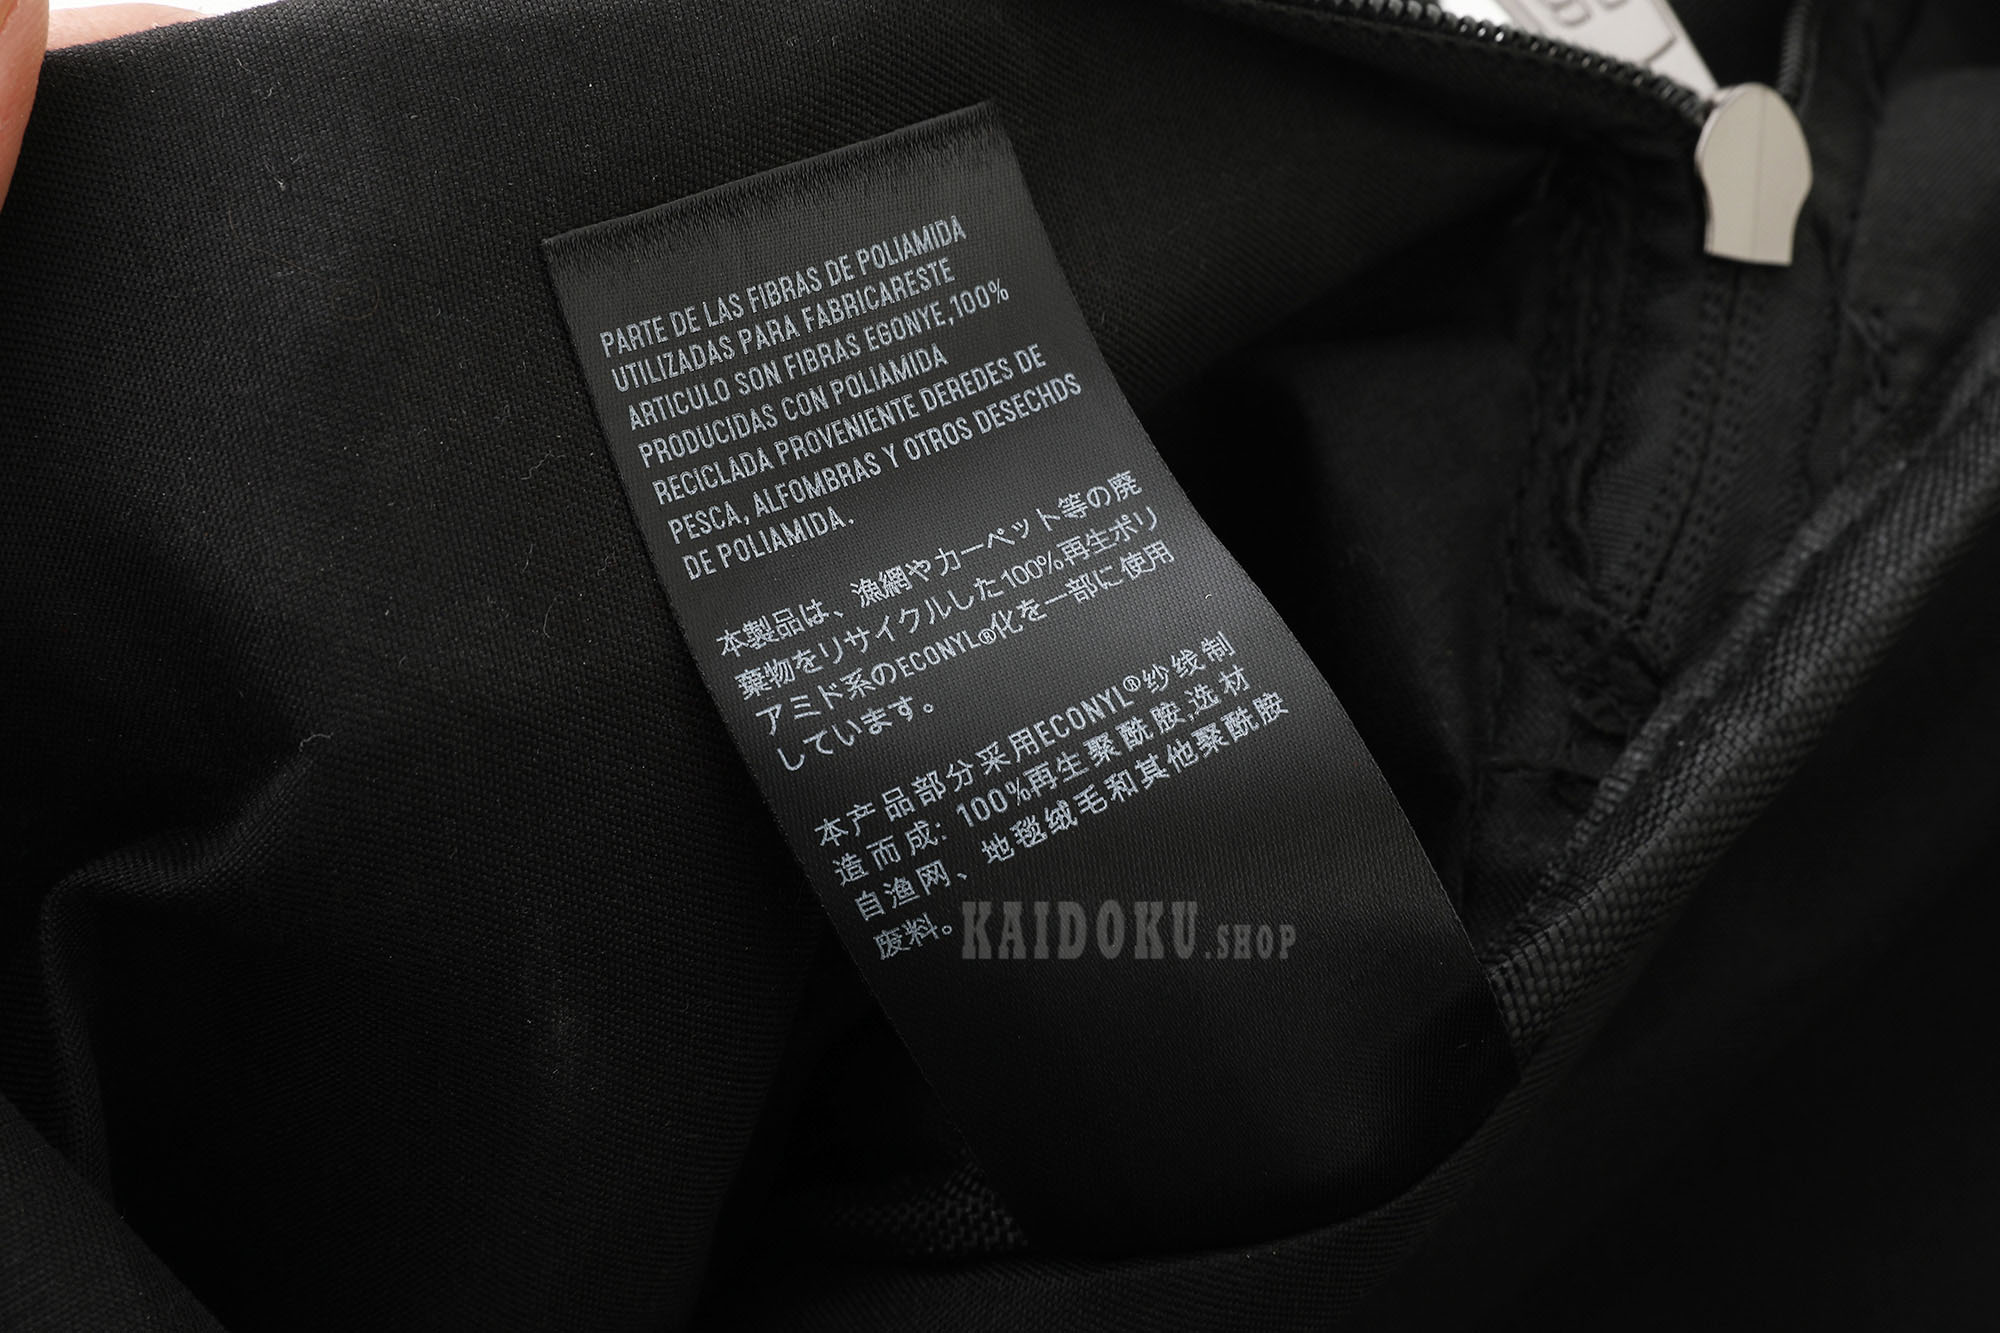 PARTE DE LAS FIBRAS DE POLIAMIDA
UTILIZADAS PARA FABRICARESTE
ARTICULO SON FIBRAS EGONYE,100%
PRODUCIDAS CON POLIAMIDA
RECICLADA PROVENIENTE DEREDES DE
PESCA, ALFOMBRAS Y OTROS DESECHDS
DE POLIAMIDA.
本製品は、漁網やカーペット等の廃
棄物をリサイクルした100%再生ポリ
アミド系のECONYL®化を一部に使用
しています。
本产品部分采用ECONYL®纱线制
造而成: 100%再生聚酰胺,选材
自渔网、地毯绒毛和其他聚酰胺
废料。
KAIDOKU.SHOP